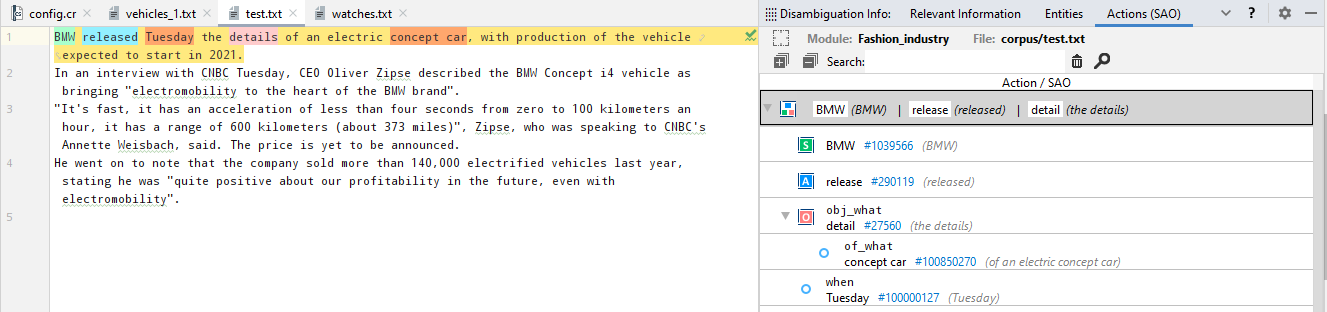 config.cr
vehicles_1.txt
test.txt
watches.txt
1
BMW released Tuesday the details of an electric concept car, with production of the vehicle
expected to start in 2021.
2
In an interview with CNBC Tuesday, CEO Oliver Zipse described the BMW Concept i4 vehicle as
bringing "electromobility to the heart of the BMW brand".
3
"It's fast, it has an acceleration of less than four seconds from zero to 100 kilometers an
hour, it has a range of 600 kilometers (about 373 miles)", Zipse, who was speaking to CNBC's
Annette Weisbach, said. The price is yet to be announced.
4
He went on to note that the company sold more than 140,000 electrified vehicles last year,
stating he was "quite positive about our profitability in the future, even with
electromobility".
5
Disambiguation Info:
Relevant Information
Entities
Actions (SAO)
?
Module: Fashion_industry
File: corpus/test.txt
Search:
Action / SAO
BMW (BMW) | release (released) | detail (the details)
S
BMW #1039566 (BMW)
A
release #290119 (released)
O
obj_what
detail #27560 (the details)
of_what
concept car #100850270 (of an electric concept car)
when
Tuesday #100000127 (Tuesday)